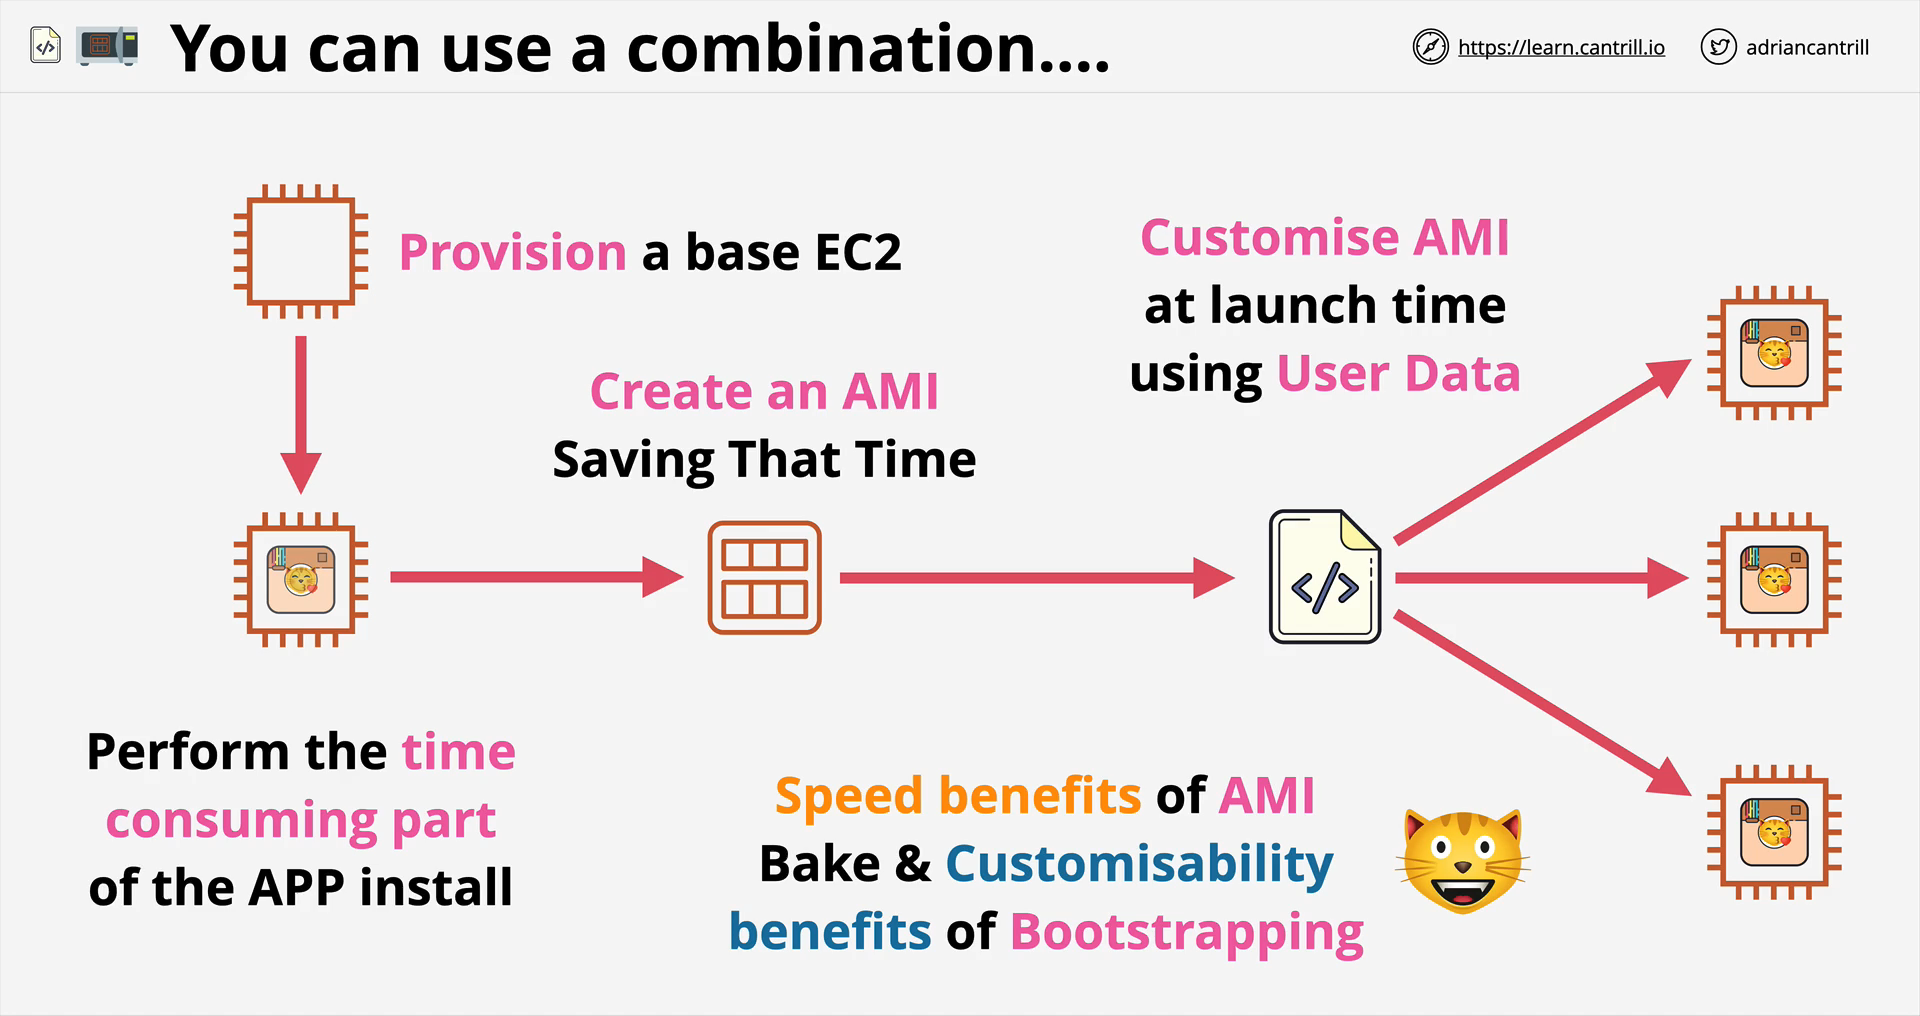 You can use a combination....
https://learn.cantrill.io
adriancantrill
Provision a base EC2
Create an AMI
Saving That Time
Customise AMI
at launch time
using User Data
</>
Perform the time
consuming part
of the APP install
Speed benefits of AMI
Bake & Customisability
benefits of Bootstrapping